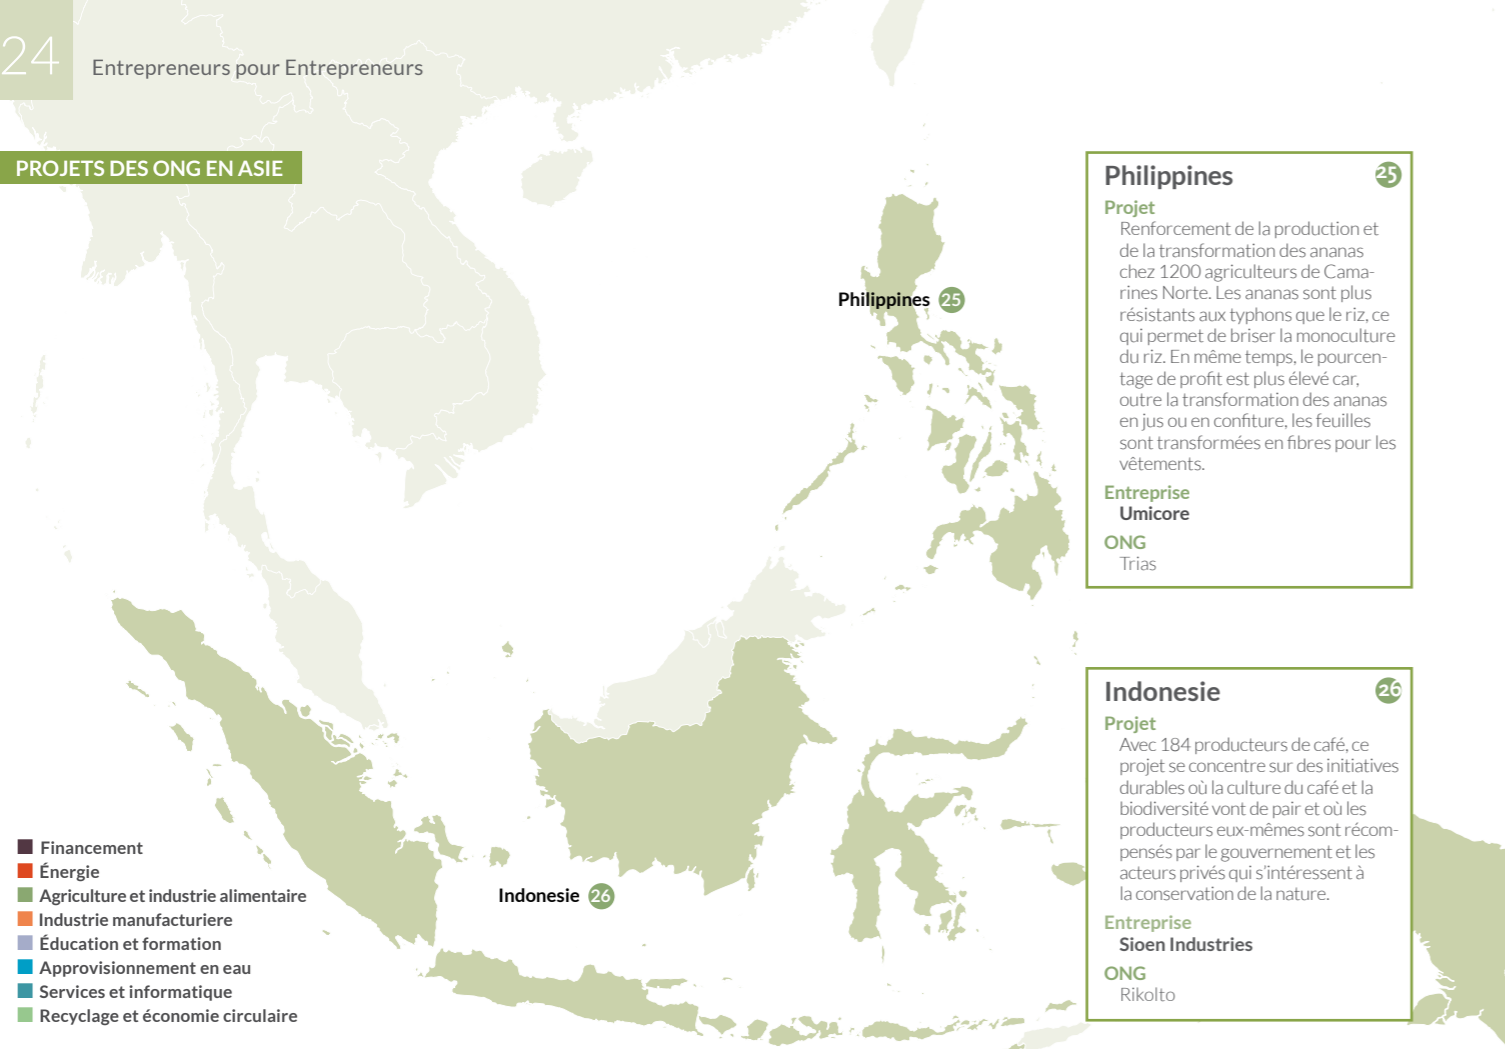 24
Entrepreneurs pour Entrepreneurs
PROJETS DES ONG EN ASIE
Philippines 25
Indonesie 26
Financement
Énergie
Agriculture et industrie alimentaire
Industrie manufacturiere
Éducation et formation
Approvisionnement en eau
Services et informatique
Recyclage et économie circulaire
Philippines 25
Projet
Renforcement de la production et
de la transformation des ananas
chez 1200 agriculteurs de Cama-
rines Norte. Les ananas sont plus
résistants aux typhons que le riz, ce
qui permet de briser la monoculture
du riz. En même temps, le pourcen-
tage de profit est plus élevé car,
outre la transformation des ananas
en jus ou en confiture, les feuilles
sont transformées en fibres pour les
vêtements.
Entreprise
Umicore
ONG
Trias
Indonesie 26
Projet
Avec 184 producteurs de café, ce
projet se concentre sur des initiatives
durables où la culture du café et la
biodiversité vont de pair et où les
producteurs eux-mêmes sont récom-
pensés par le gouvernement et les
acteurs privés qui s'intéressent à
la conservation de la nature.
Entreprise
Sioen Industries
ONG
Rikolto